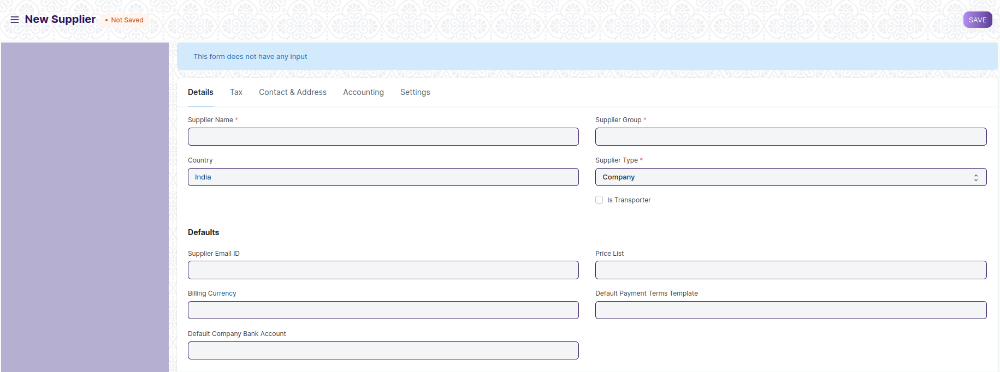 New Supplier
• Not Saved
SAVE
This form does not have any input
Details Tax Contact & Address Accounting Settings
Supplier Name *
Supplier Group *
Country
India
Supplier Type *
Company
Is Transporter
Defaults
Supplier Email ID
Price List
Billing Currency
Default Payment Terms Template
Default Company Bank Account